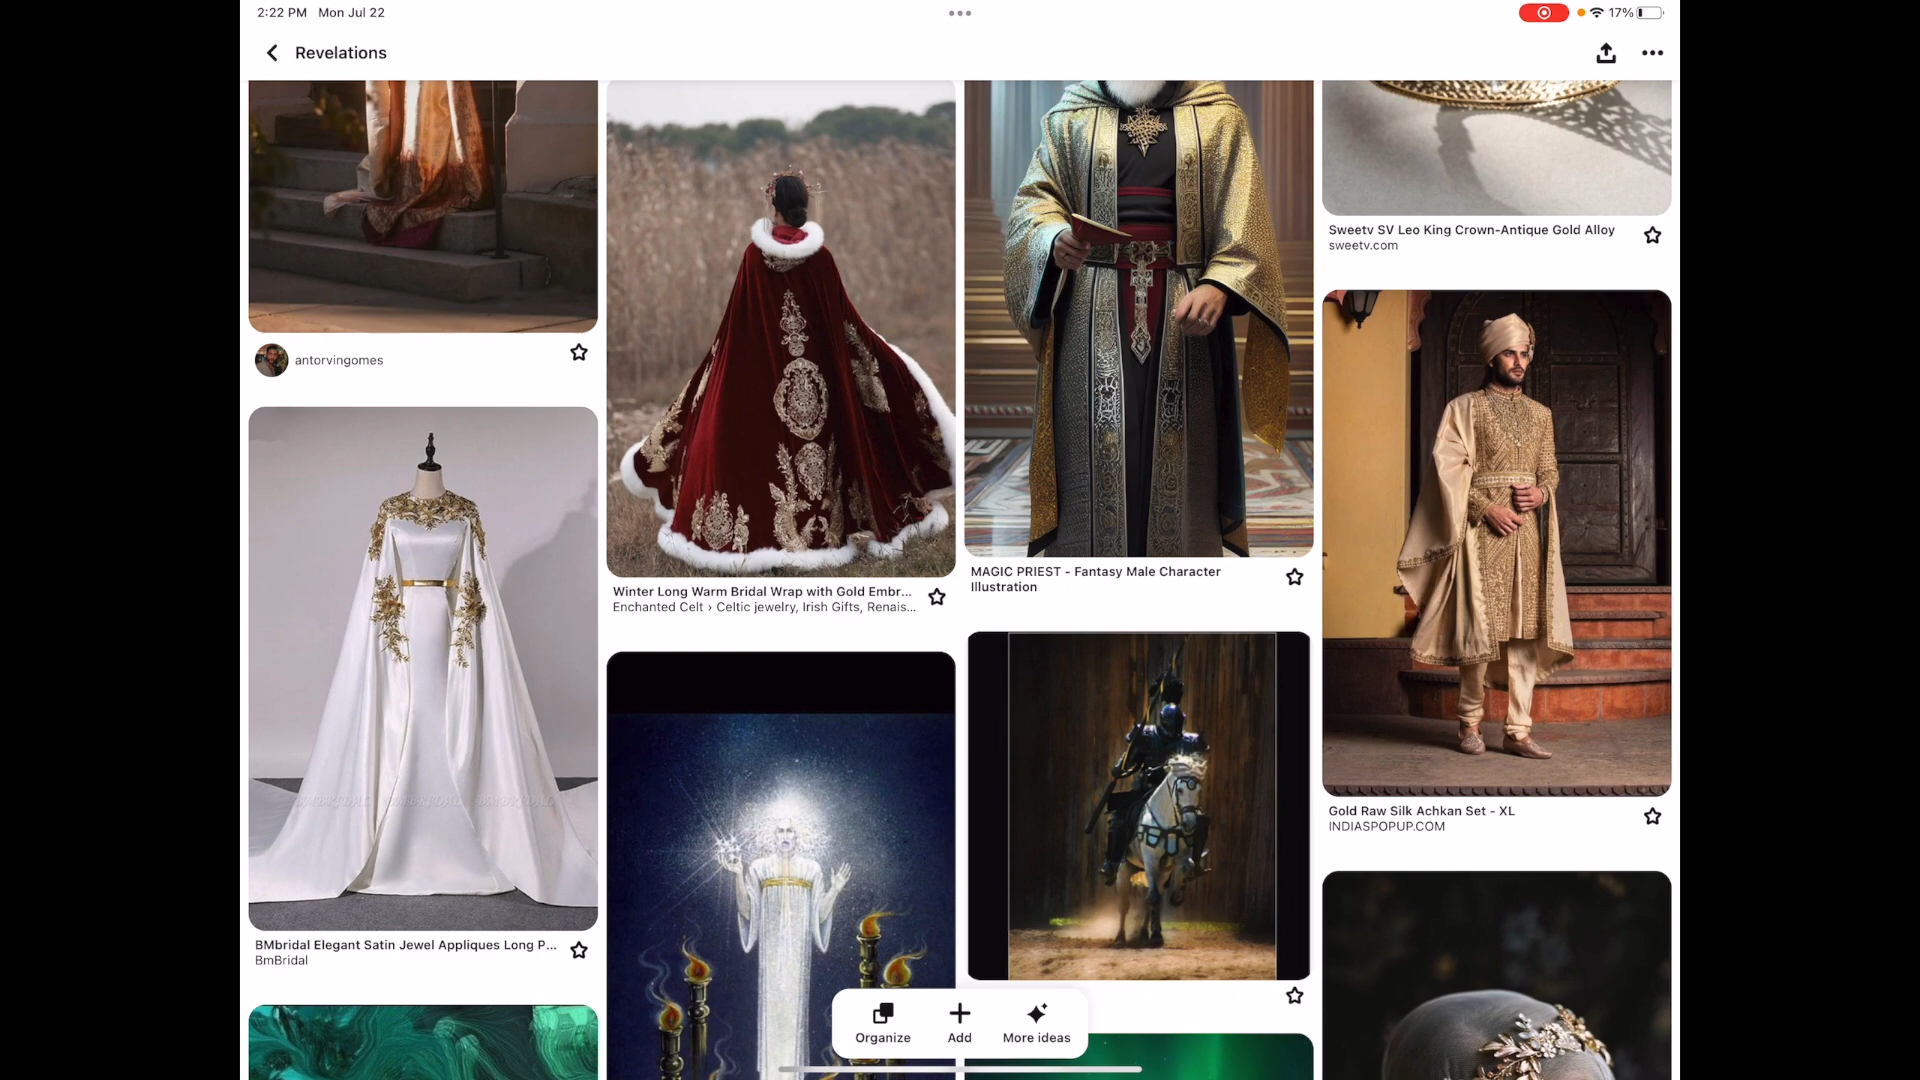 2:22 PM Mon Jul 22
17%
Revelations
antorvingomes
BMbridal Elegant Satin Jewel Appliques Long P...
BmBridal
Winter Long Warm Bridal Wrap with Gold Embr...
Enchanted Celt › Celtic jewelry, Irish Gifts, Renais...
MAGIC PRIEST - Fantasy Male Character
Illustration
Sweetv SV Leo King Crown-Antique Gold Alloy
sweetv.com
Gold Raw Silk Achkan Set - XL
INDIASPOPUP.COM
BMBRIDAL BMBRIDAL BMBRIDAL
Organize
Add
More ideas